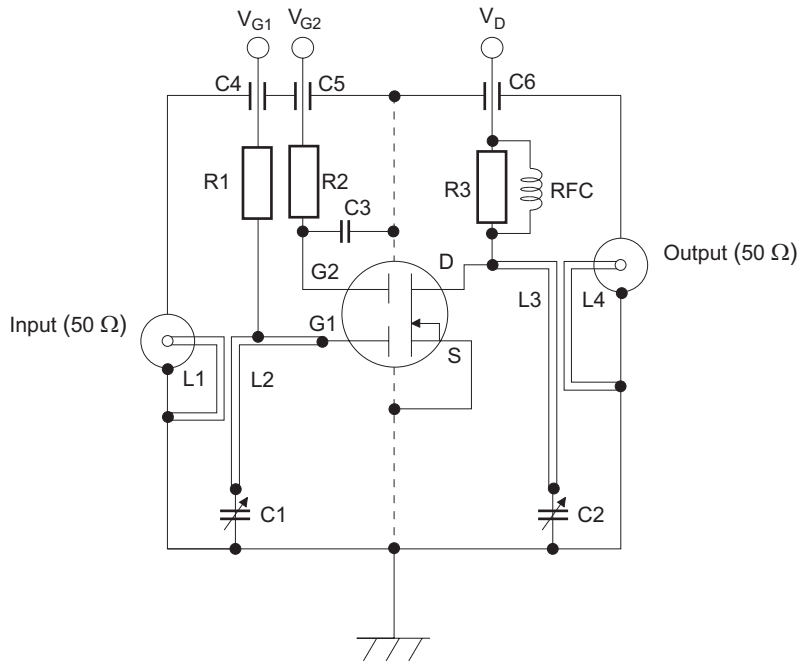 VG1
VG2
VD
C4
C5
C6
R1
R2
R3
RFC
C3
G2
D
Output (50 Ω)
L3
L4
Input (50 Ω)
G1
S
L1
L2
C1
C2